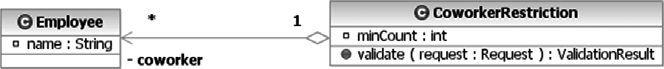 Employee
name : String
*
1
- coworker
CoworkerRestriction
minCount : int
validate ( request : Request ) : ValidationResult